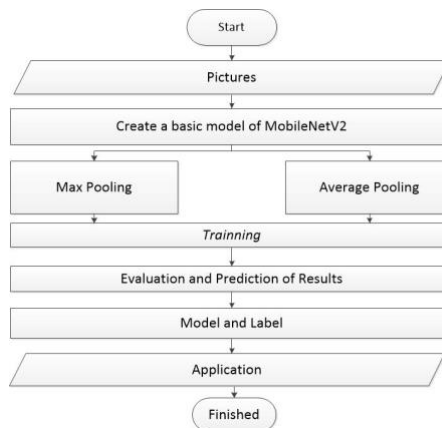 Start
Pictures
Create a basic model of MobileNetV2
Max Pooling
Average Pooling
Trainning
Evaluation and Prediction of Results
Model and Label
Application
Finished